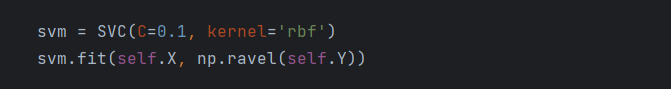 svm = SVC(C=0.1, kernel='rbf')
svm.fit(self.X, np.ravel(self.Y))